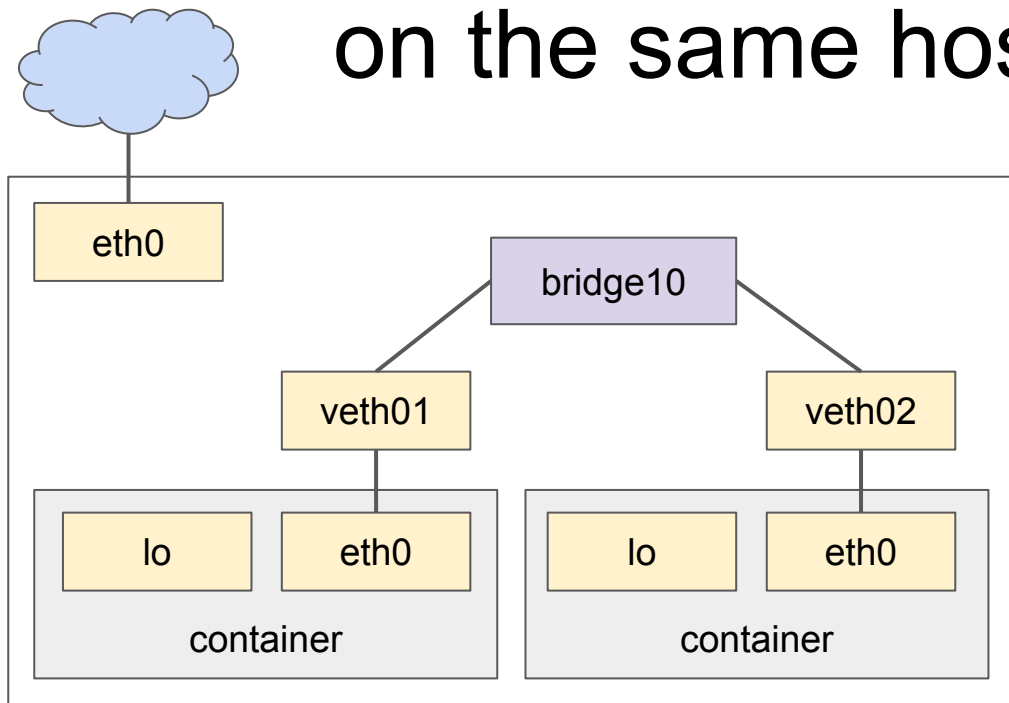 on the same hos
eth0
bridge10
veth01
veth02
lo
eth0
lo
eth0
container
container